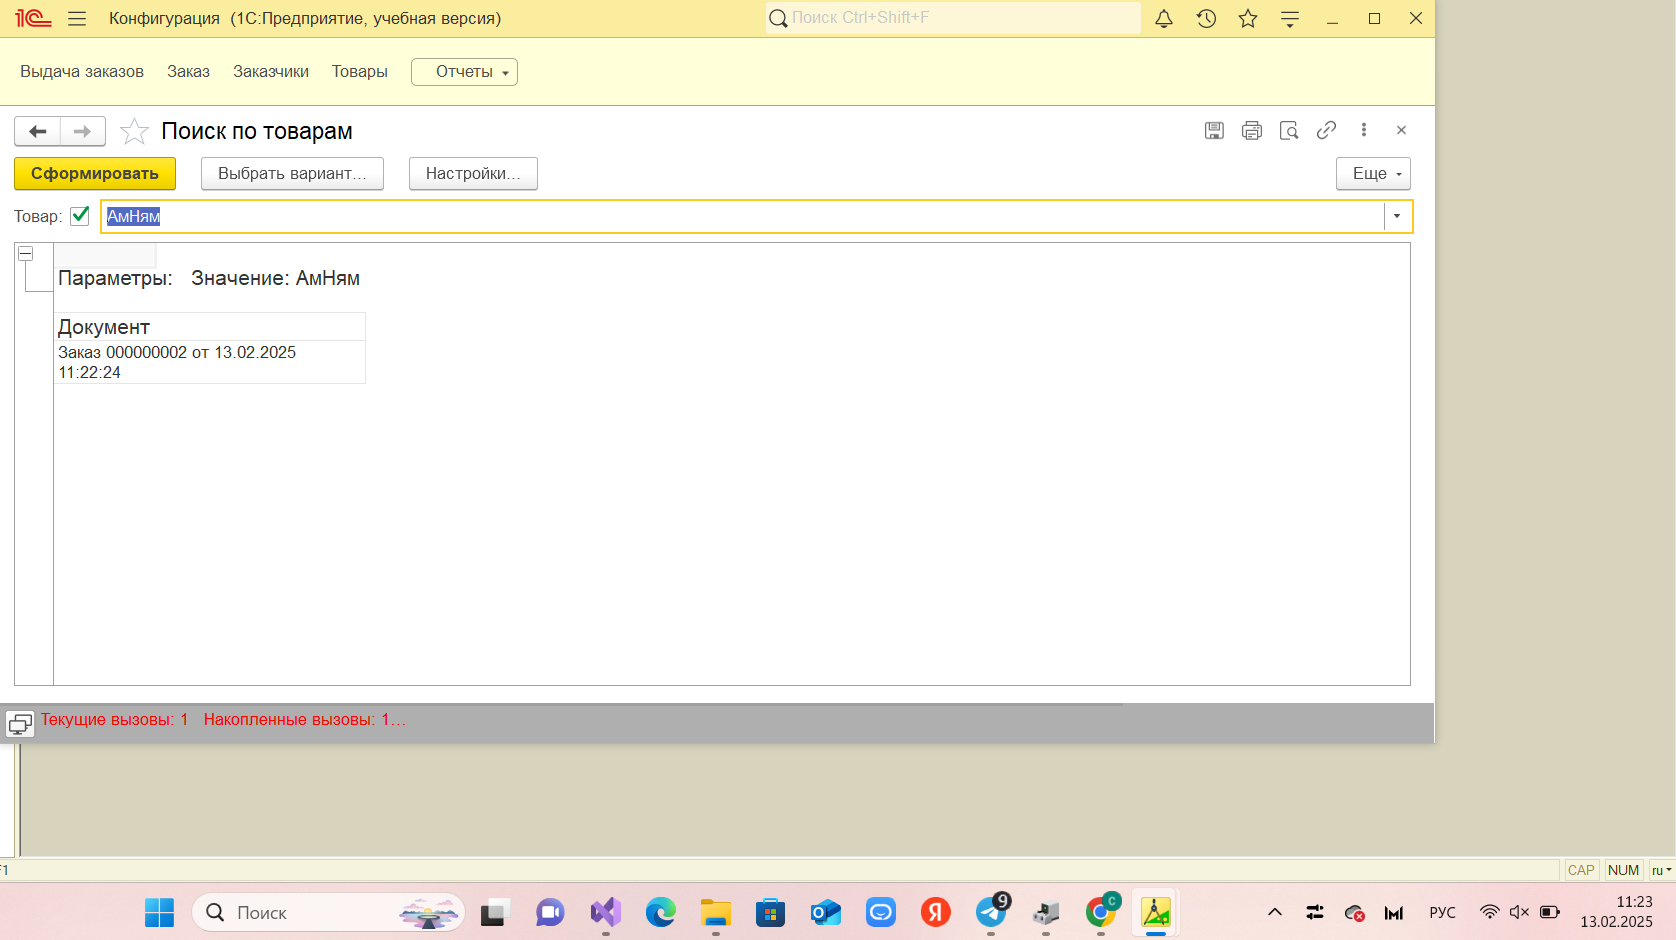 1С Конфигурация (1С:Предприятие, учебная версия)
Поиск Ctrl+Shift+F
Выдача заказов Заказ Заказчики Товары Отчеты
Поиск по товарам
Сформировать Выбрать вариант... Настройки... Еще
Товар: АмНям
Параметры: Значение: АмНям
Документ
Заказ 000000002 от 13.02.2025
11:22:24
Текущие вызовы: 1 Накопленные вызовы: 1...
F1 CAP NUM ru
Поиск
Я
9
C
РУС
11:23
13.02.2025